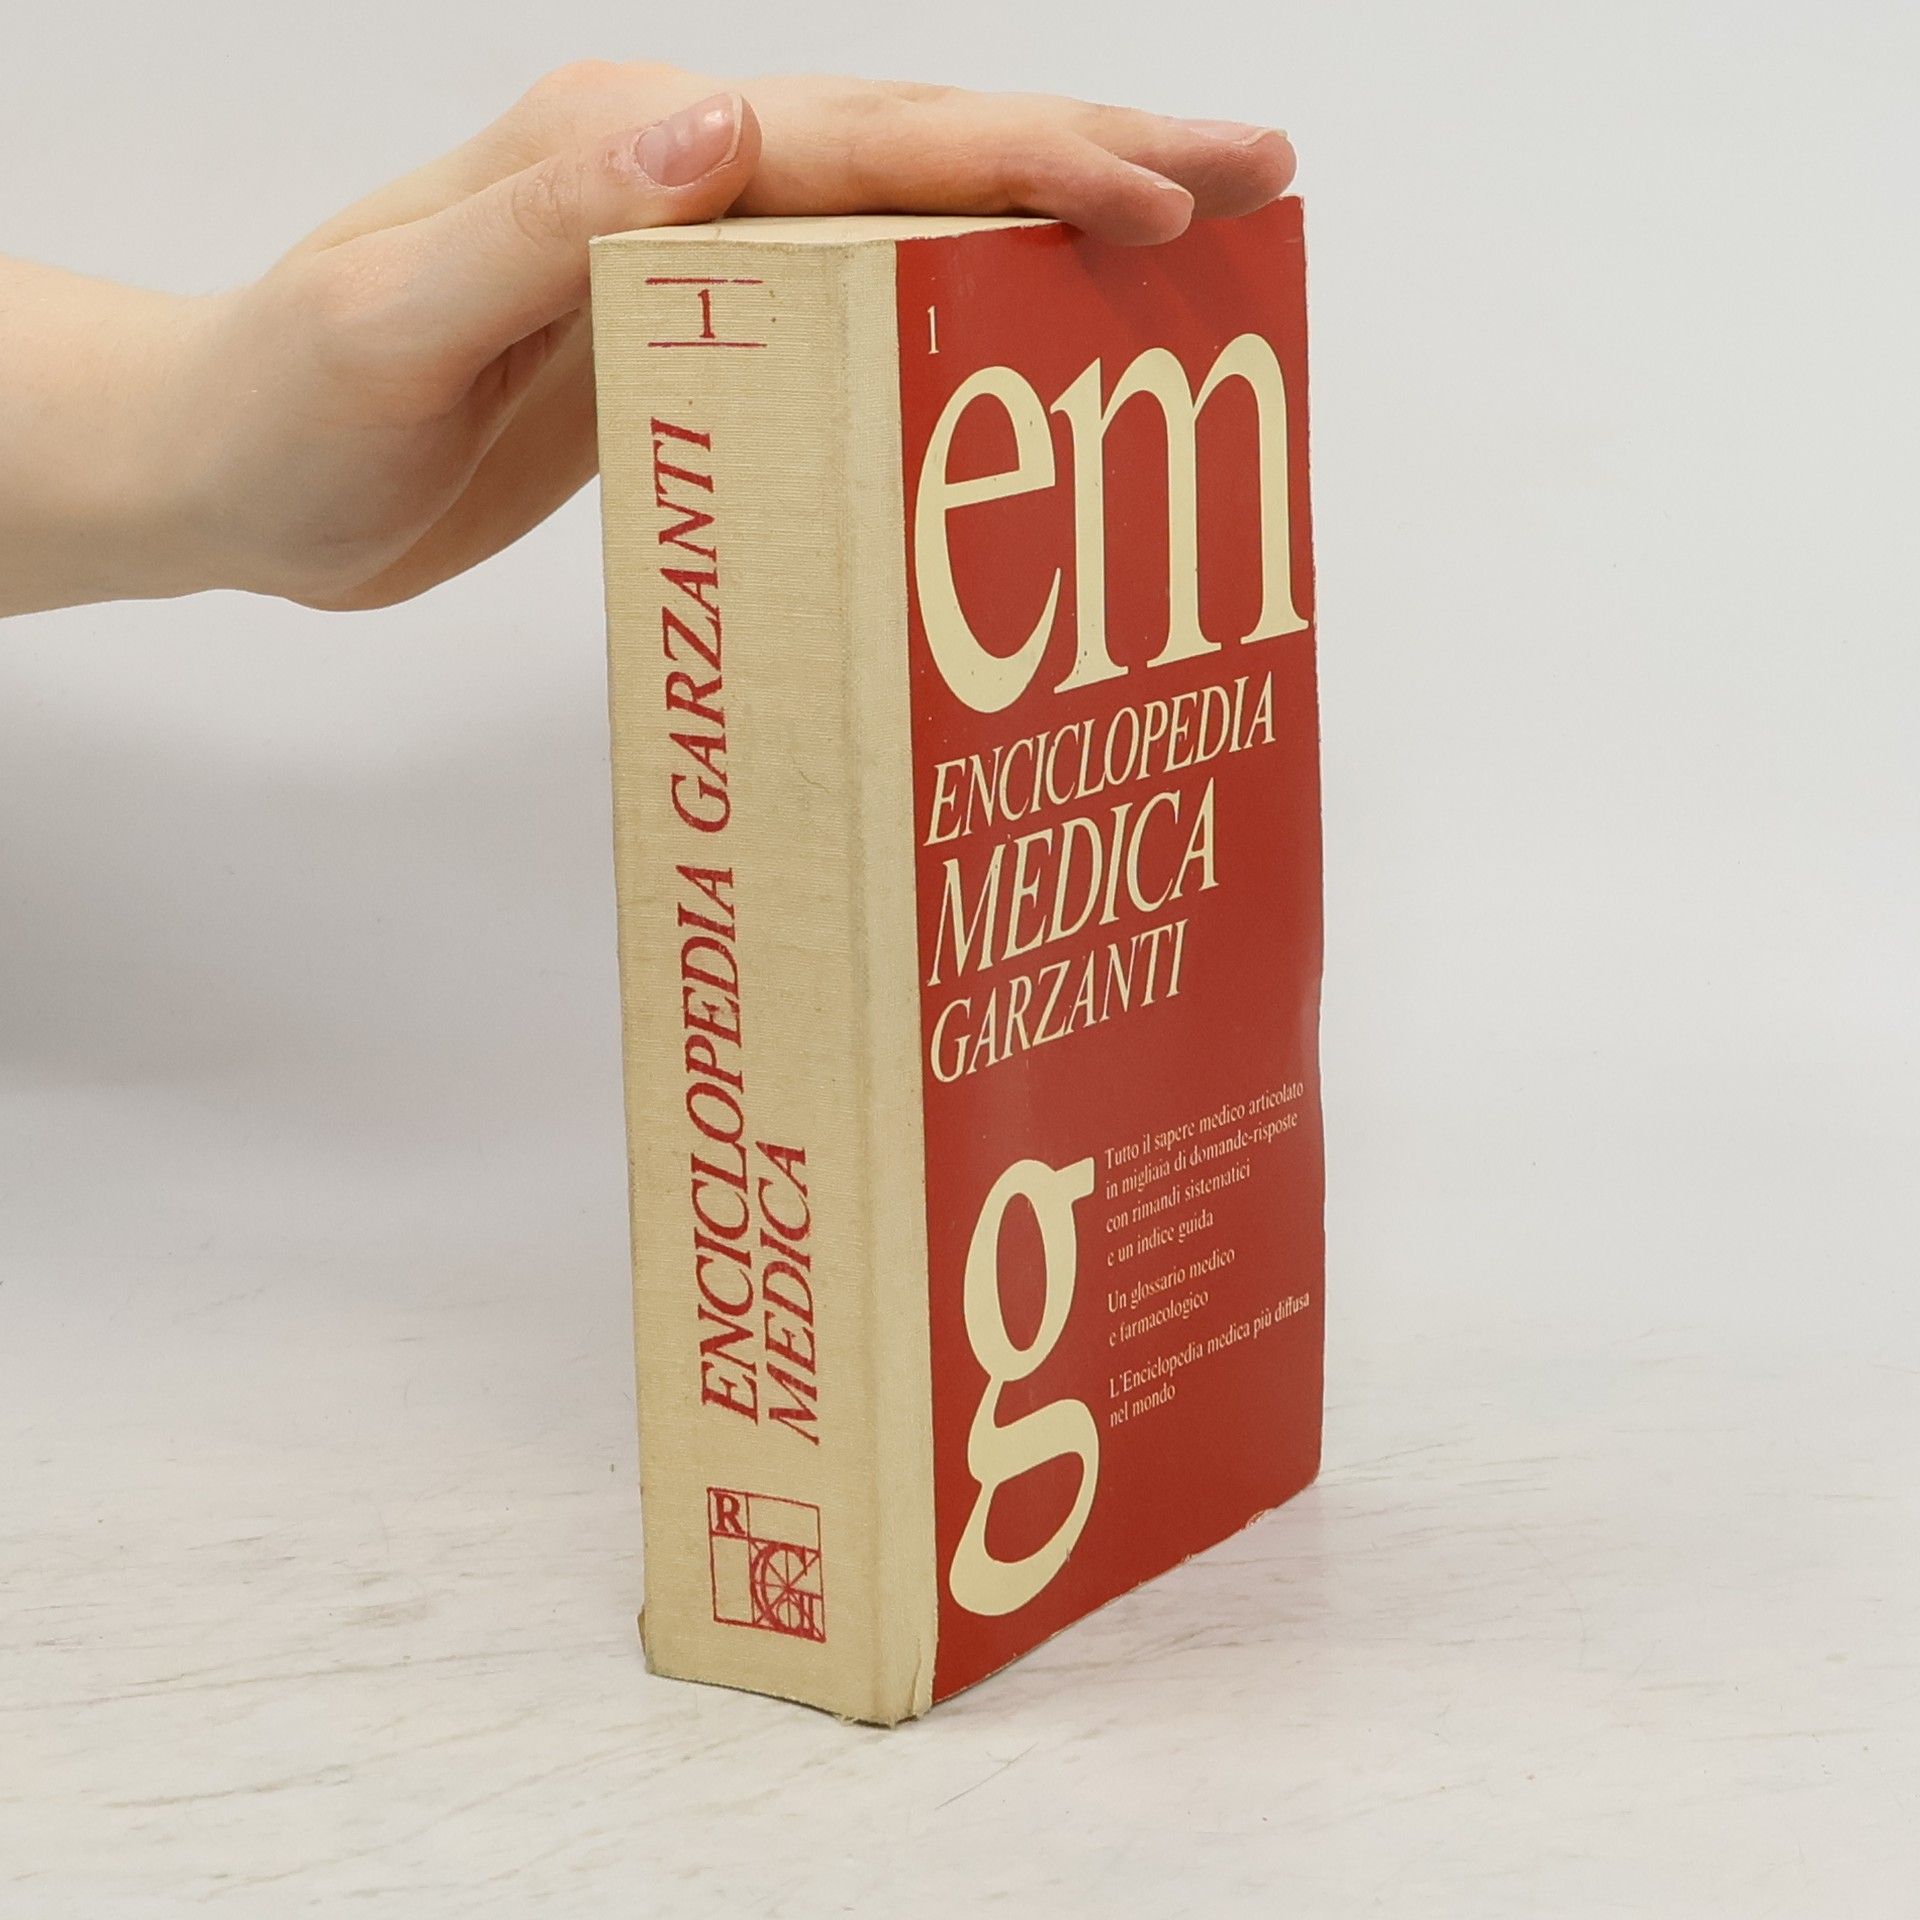 1
ENCICLOPEDIA GARZANTI
MEDICA
R
1
em
ENCICLOPEDIA
MEDICA
GARZANTI
g
Tutto il sapere medico articolato
in migliaia di domande-risposte
con rimandi sistematici
e un indice guida
Un glossario medico
e farmacologico
L'Enciclopedia medica più diffusa
nel mondo